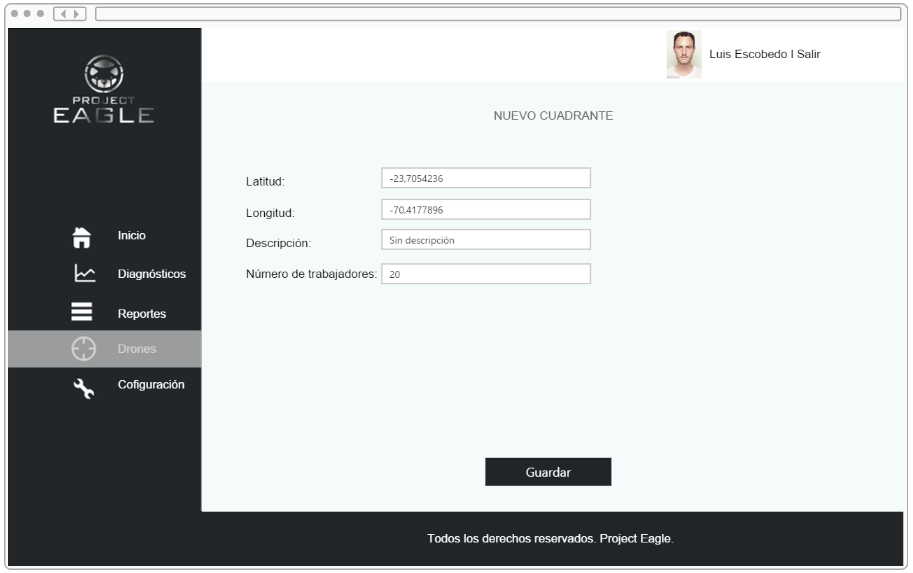 PROJECT
EAGLE
Luis Escobedo I Salir
NUEVO CUADRANTE
Latitud: -23,7054236
Longitud: -70,4177896
Descripción: Sin descripción
Número de trabajadores: 20
Inicio
Diagnósticos
Reportes
Drones
Cofiguración
Guardar
Todos los derechos reservados. Project Eagle.